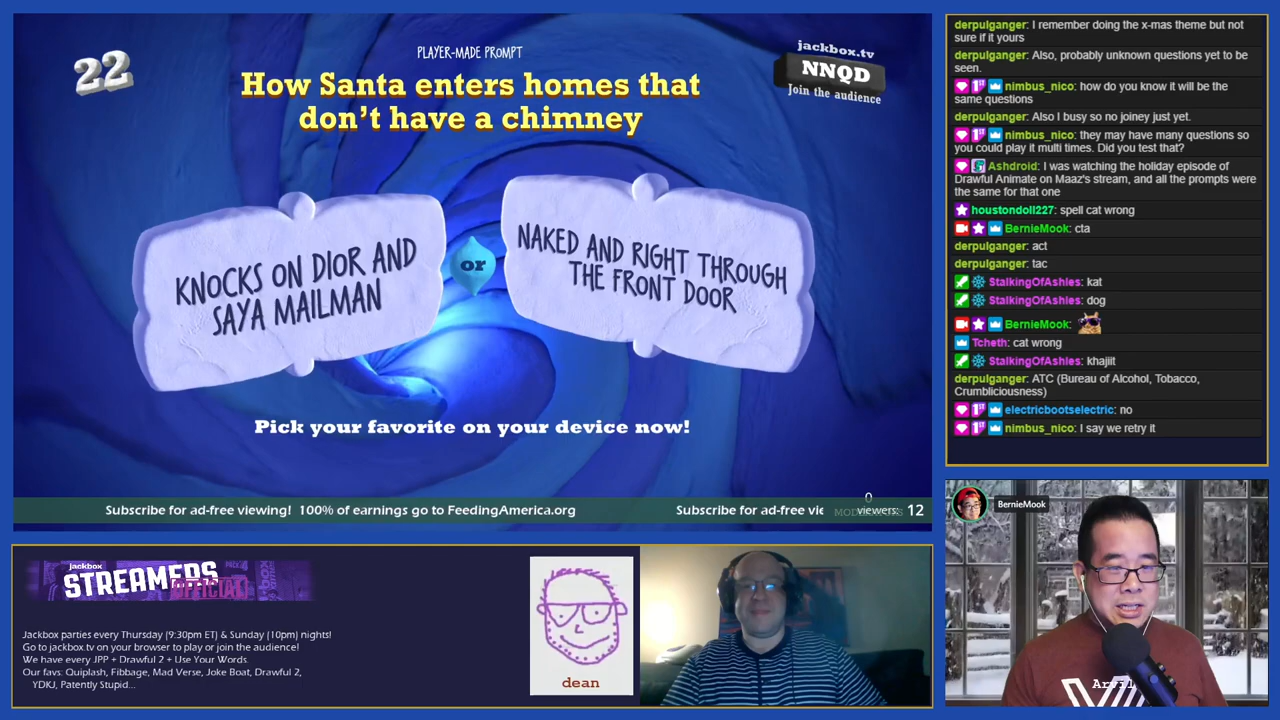 22
PLAYER-MADE PROMPT
How Santa enters homes that
don't have a chimney
jackbox.tv
NNQD
Join the audience
KNOCKS ON DIOR AND
SAYA MAILMAN
or
NAKED AND RIGHT THROUGH
THE FRONT DOOR
Pick your favorite on your device now!
Subscribe for ad-free viewing! 100% of earnings go to FeedingAmerica.org
Subscribe for ad-free vie
0
viewers: 12
derpulganger: I remember doing the x-mas theme but not
sure if it yours
derpulganger: Also, probably unknown questions yet to be
seen.
nimbus_nico: how do you know it will be the
same questions
derpulganger: Also I busy so no joiney just yet.
nimbus_nico: they may have many questions so
you could play it multi times. Did you test that?
Ashdroid: I was watching the holiday episode of
Drawful Animate on Maaz's stream, and all the prompts were
the same for that one
houstondoll227: spell cat wrong
BernieMook: cta
derpulganger: act
derpulganger: tac
StalkingOfAshles: kat
StalkingOfAshles: dog
BernieMook:
Tcheth: cat wrong
StalkingOfAshles: khajiit
derpulganger: ATC (Bureau of Alcohol, Tobacco,
Crumbliciousness)
electricbootselectric: no
nimbus_nico: I say we retry it
jackbox
STREAMERS
OFFICIAL
Jackbox parties every Thursday (9:30pm ET) & Sunday (10pm) nights!
Go to jackbox.tv on your browser to play or join the audience!
We have every JPP + Drawful 2 + Use Your Words
Our favs: Quiplash, Fibbage, Mad Verse, Joke Boat, Drawful 2,
YDKJ, Patently Stupid...
dean
BernieMook